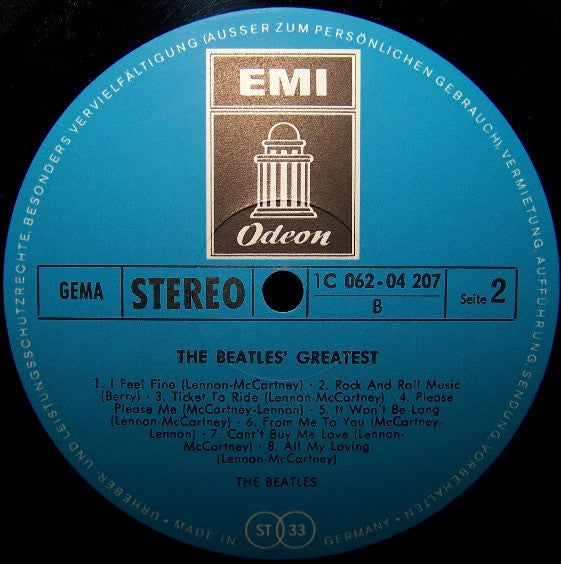 URHEBER- UND LEISTUNGSSCHUTZRECHTE, BESONDERS VERVIELFÄLTIGUNG (AUSSER ZUM PERSÖNLICHEN GEBRAUCH), VERMIETUNG, AUFFÜHRUNG, SENDUNG, VORBEHALTEN
EMI
Odeon
GEMA
STEREO
1C 062-04 207
B
Seite 2
THE BEATLES' GREATEST
1. I Feel Fine (Lennon-McCartney) · 2. Rock And Roll Music
(Berry) · 3. Ticket To Ride (Lennon-McCartney) · 4. Please
Please Me (McCartney-Lennon) · 5. It Won't Be Long
(Lennon-McCartney) · 6. From Me To You (McCartney-
Lennon) · 7. Cant't Buy Me Love (Lennon-
McCartney) · 8. All My Loving
(Lennon-McCartney)
THE BEATLES
• MADE IN ST 33 GERMANY •